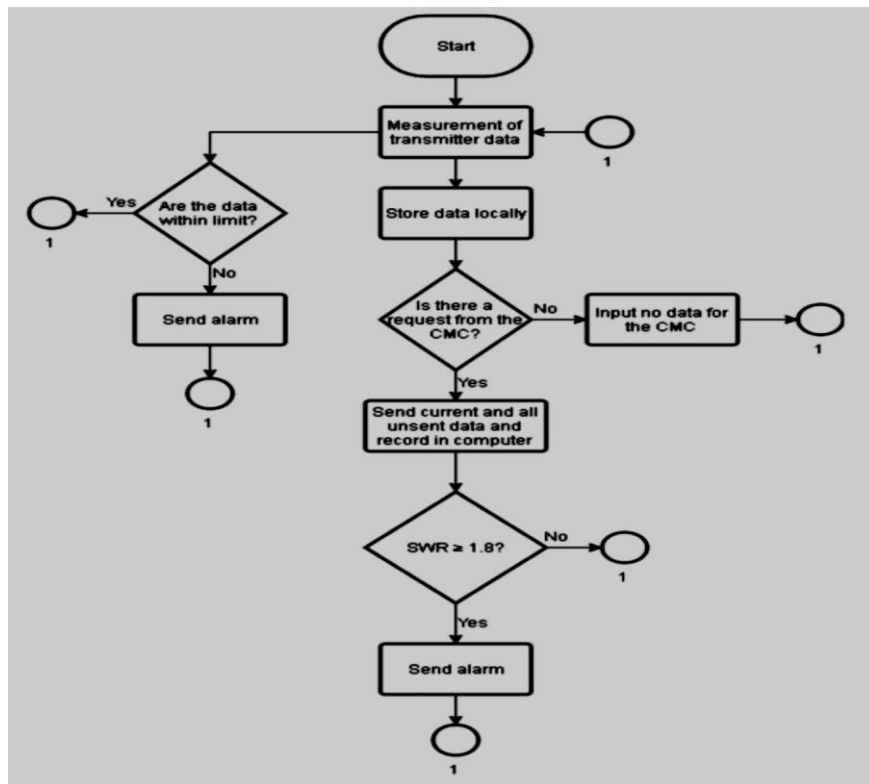 Start
Measurement of
transmitter data
1
Yes
Are the data
within limit?
1
No
Send alarm
1
Store data locally
Is there a
request from the
CMC?
No
Input no data for
the CMC
1
Yes
Send current and all
unsent data and
record in computer
SWR ≥ 1.8?
No
1
Yes
Send alarm
1